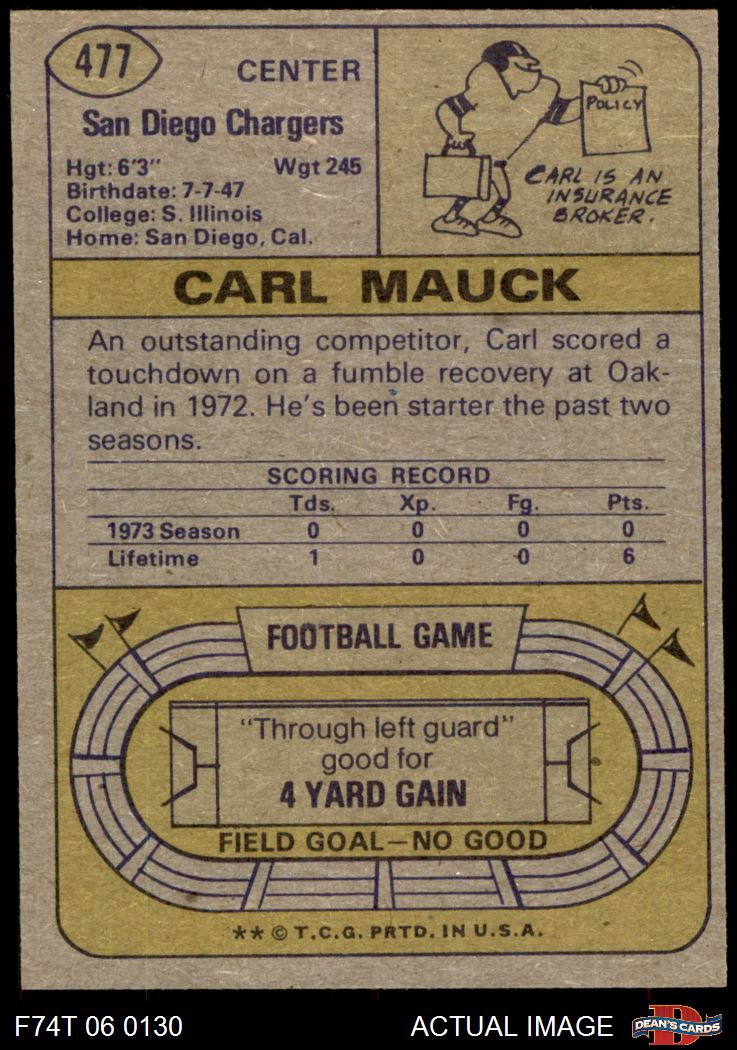 477
CENTER
San Diego Chargers
Hgt: 6'3" Wgt 245
Birthdate: 7-7-47
College: S. Illinois
Home: San Diego, Cal.
POLICY
CARL IS AN
INSURANCE
BROKER.
CARL MAUCK
An outstanding competitor, Carl scored a
touchdown on a fumble recovery at Oak-
land in 1972. He's been starter the past two
seasons.
SCORING RECORD
Tds. Xp. Fg. Pts.
1973 Season 0 0 0 0
Lifetime 1 0 0 6
FOOTBALL GAME
"Through left guard"
good for
4 YARD GAIN
FIELD GOAL—NO GOOD
** © T.C.G. PRTD. IN U.S.A.
F74T 06 0130 ACTUAL IMAGE
D
DEAN'S CARDS